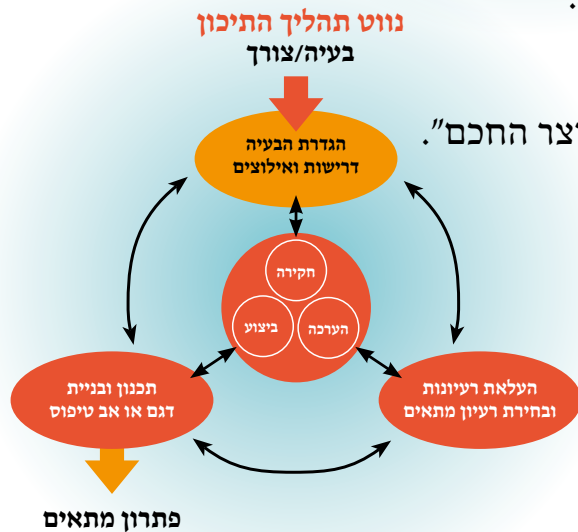 נווט תהליך התיכון
בעיה/צורך
הגדרת הבעיה
דרישות ואילוצים
יצר החכם".
חקירה
הערכה
ביצוע
העלאת רעיונות
ובחירת רעיון מתאים
תכנון ובניית
דגם או אב טיפוס
פתרון מתאים